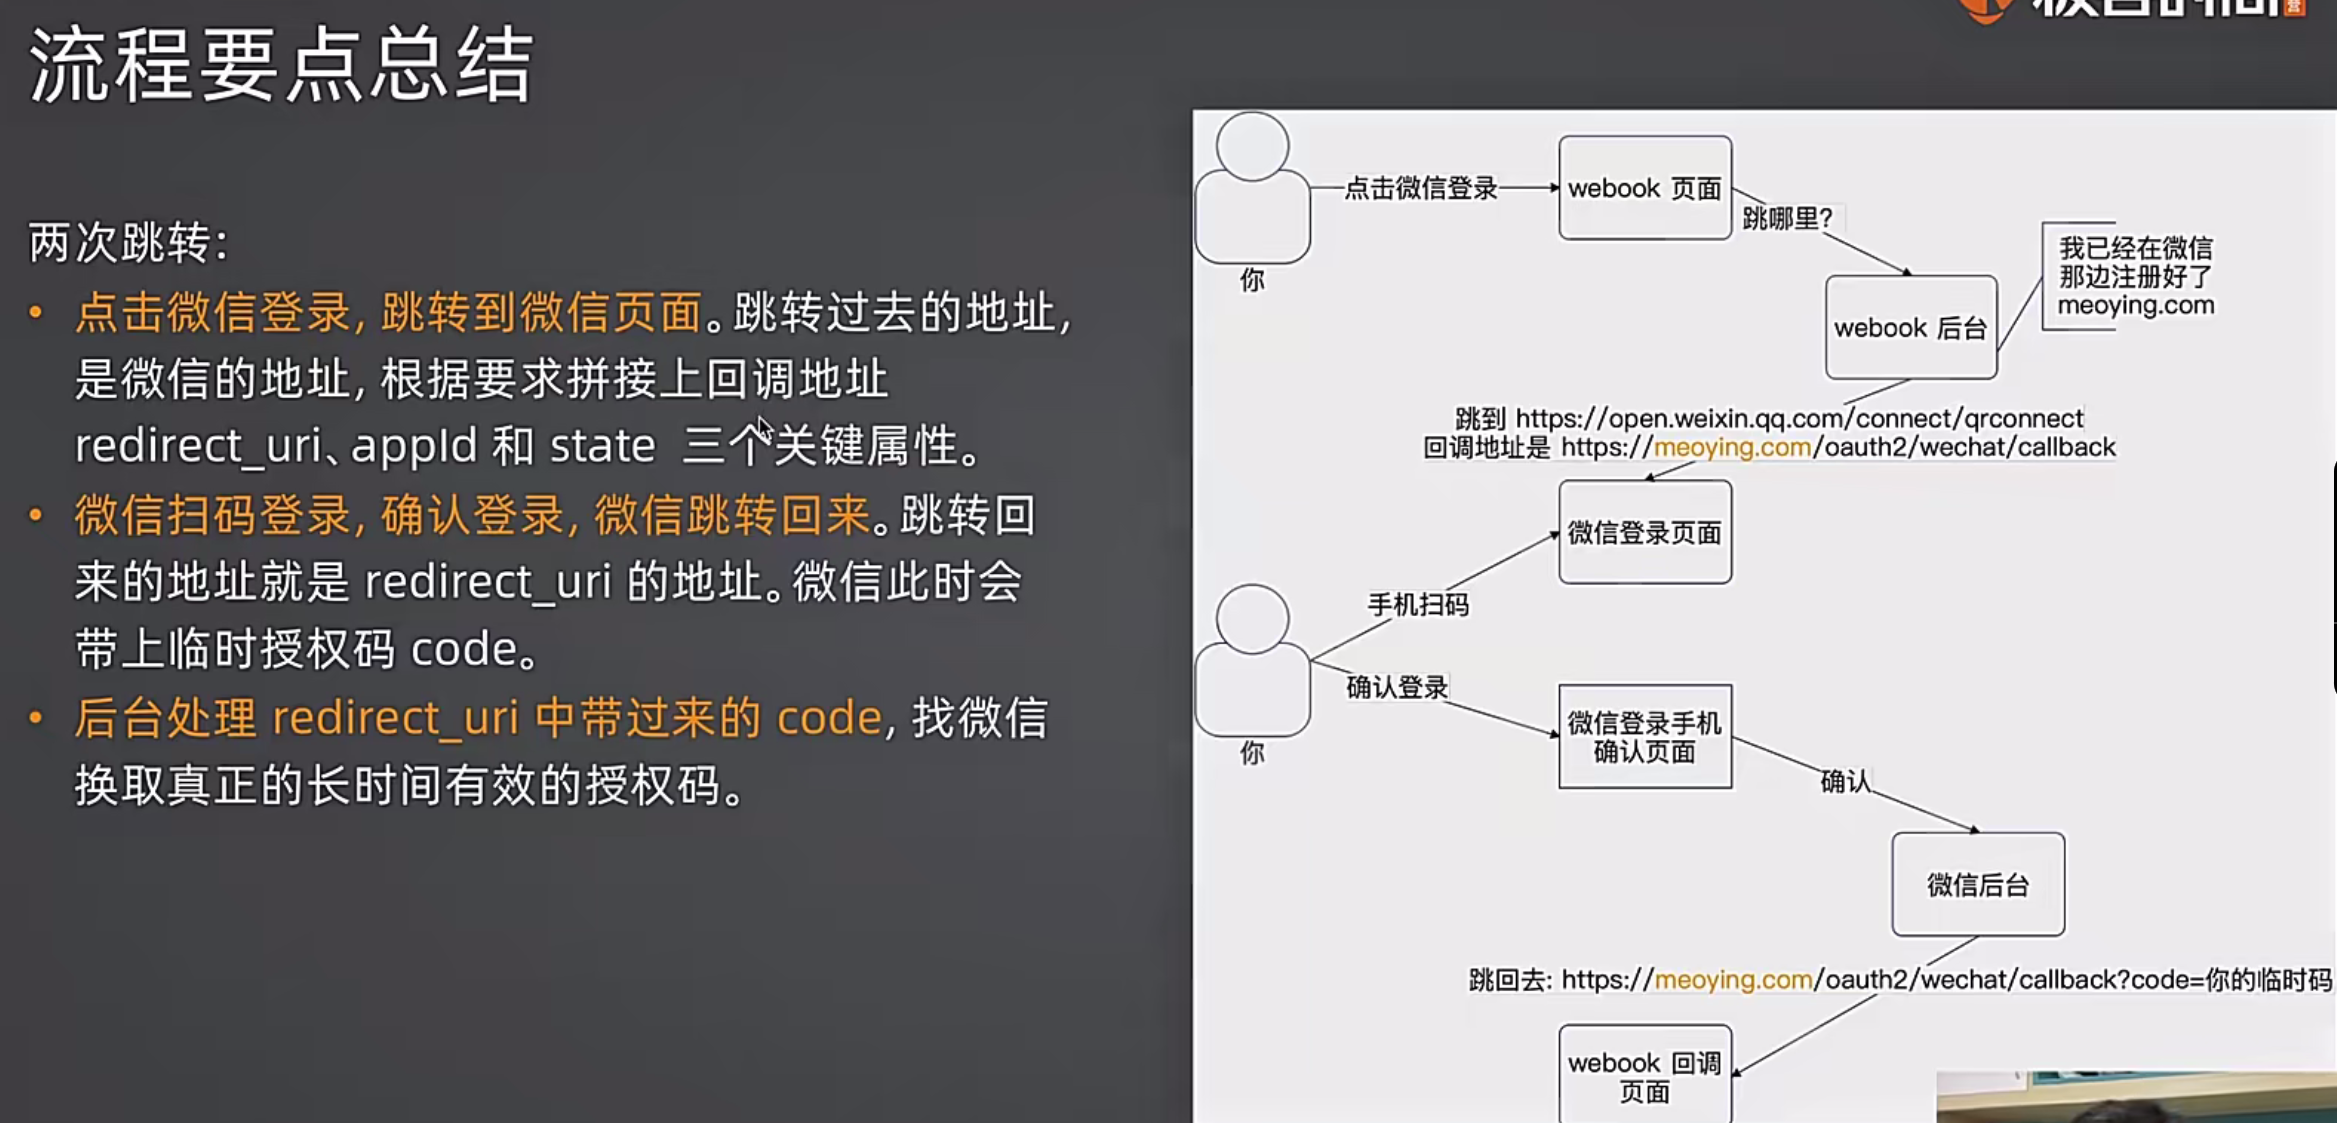 流程要点总结
两次跳转：
• 点击微信登录，跳转到微信页面。跳转过去的地址，
是微信的地址，根据要求拼接上回调地址
redirect_uri、appId 和 state 三个关键属性。
• 微信扫码登录，确认登录，微信跳转回来。跳转回
来的地址就是 redirect_uri 的地址。微信此时会
带上临时授权码 code。
• 后台处理 redirect_uri 中带过来的 code，找微信
换取真正的长时间有效的授权码。
点击微信登录
webook 页面
你
跳哪里?
我已经在微信
那边注册好了
meoying.com
webook 后台
跳到 https://open.weixin.qq.com/connect/qrconnect
回调地址是 https://meoying.com/oauth2/wechat/callback
微信登录页面
手机扫码
确认登录
你
微信登录手机
确认页面
确认
微信后台
跳回去: https://meoying.com/oauth2/wechat/callback?code=你的临时码
webook 回调
页面